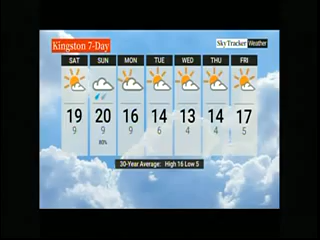 Kingston 7-Day
SkyTracker Weather
SAT SUN MON TUE WED THU FRI
19 20 16 14 13 14 17
9 9 9 6 4 4 5
80%
30-Year Average: High 16 Low 5